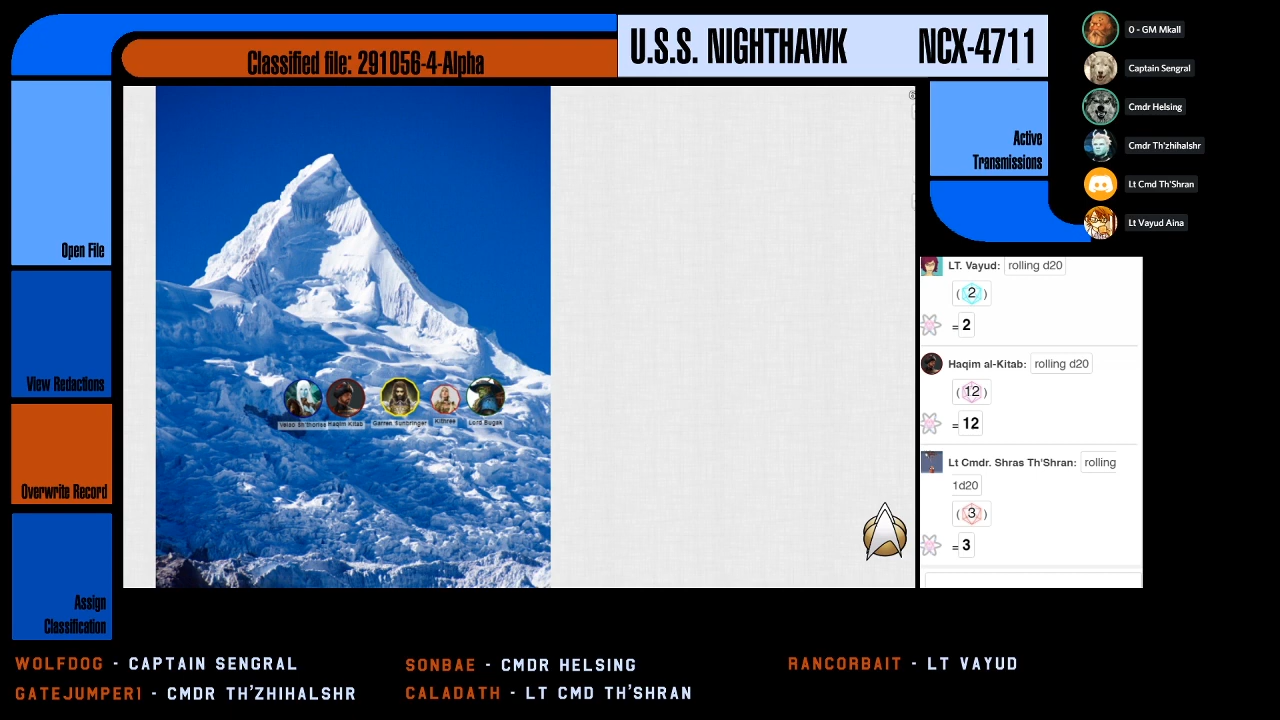 Classified file: 291056-4-Alpha
U.S.S. NIGHTHAWK NCX-4711
Open File
View Redactions
Overwrite Record
Assign
Classification
Active
Transmissions
0 - GM Mkall
Captain Sengral
Cmdr Helsing
Cmdr Th'zhihalshr
Lt Cmd Th'Shran
Lt Vayud Aina
LT. Vayud: rolling d20
(2)
=2
Haqim al-Kitab: rolling d20
(12)
=12
Lt Cmdr. Shras Th'Shran: rolling
1d20
(3)
=3
Haqim Kitab
Garren Sunbringer
Kithree
Lord Bugak
WOLFDOG - CAPTAIN SENGRAL
SONBAE - CMDR HELSING
RANCORBAIT - LT VAYUD
GATEJUMPER1 - CMDR TH'ZHIHALSHR
CALADATH - LT CMD TH'SHRAN